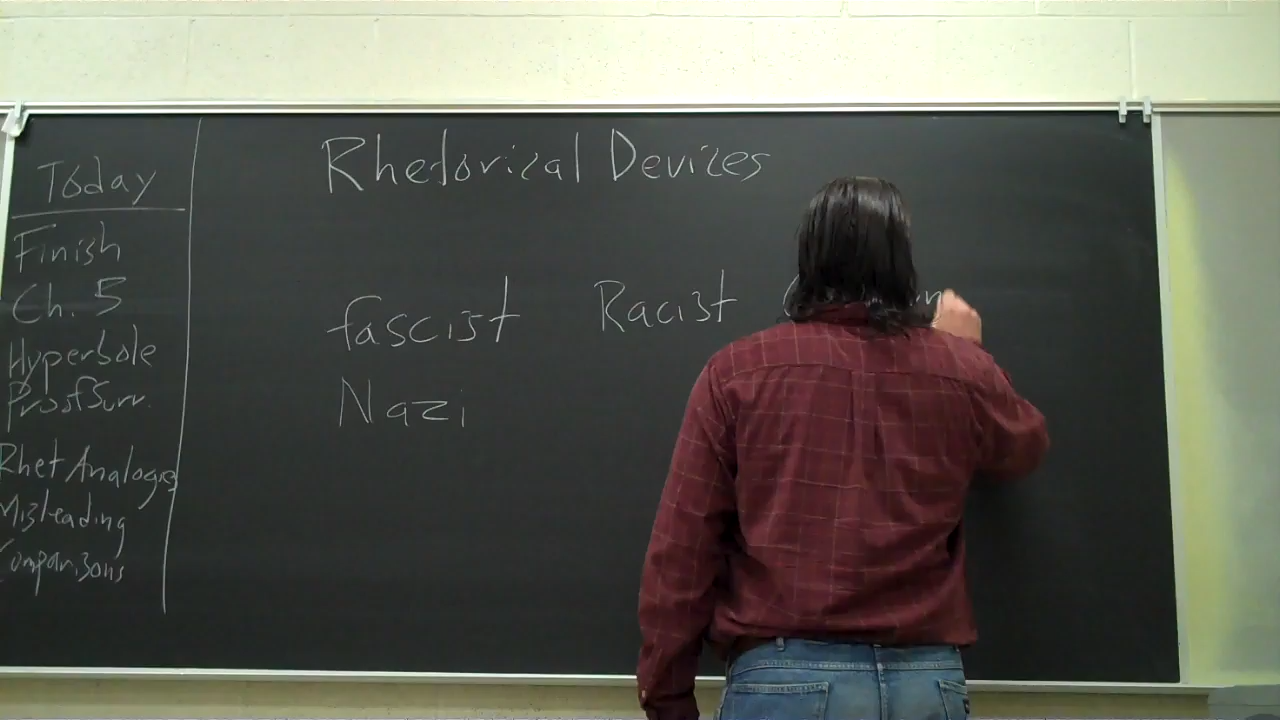 Today
Finish
Ch. 5
Hyperbole
Proof Surr.
Rhet Analogies
Misleading
Comparisons
Rhetorical Devices
fascist Racist
Nazi